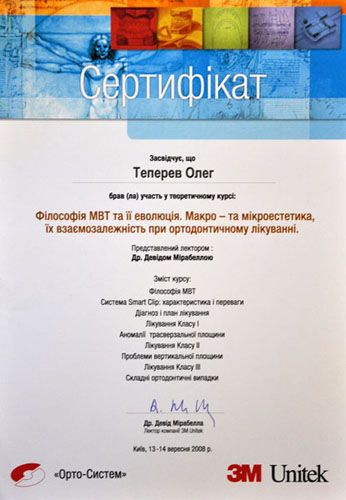 Сертифікат
Засвідчує, що
Теперев Олег
брав (ла) участь у теоретичному курсі:
Філософія МВТ та її еволюція. Макро – та мікроестетика,
їх взаємозалежність при ортодонтичному лікуванні.
Представлений лектором :
Др. Девідом Мірабеллою
Зміст курсу:
Філософія МВТ
Система Smart Clip: характеристика і переваги
Діагноз і план лікування
Лікування Класу I
Аномалії трасверзальної площини
Лікування Класу II
Проблеми вертикальної площини
Лікування Класу III
Складні ортодонтичні випадки
Др. Девід Мірабелла
Лектор компанії 3M Unitek
Київ, 13 -14 вересня 2008 р.
«Орто-Систем»
3M Unitek